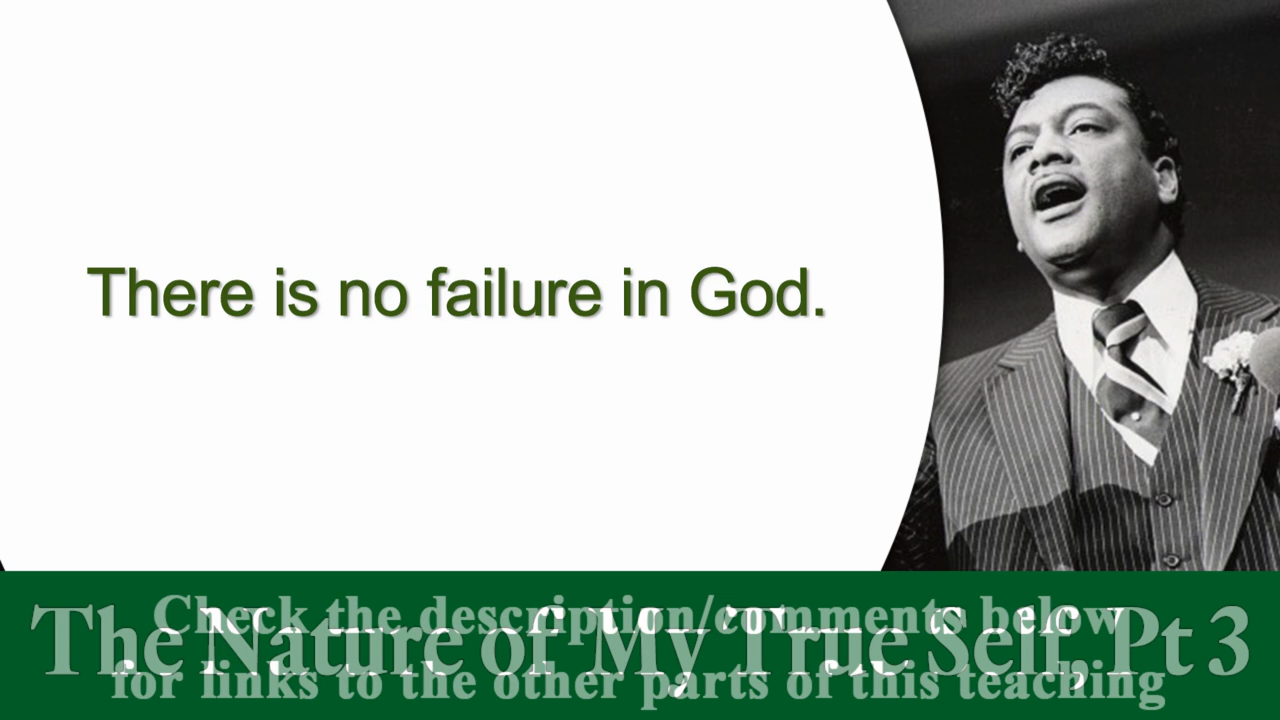 There is no failure in God.
The Nature of My True Self, Pt 3
Check the description/comments below
for links to the other parts of this teaching